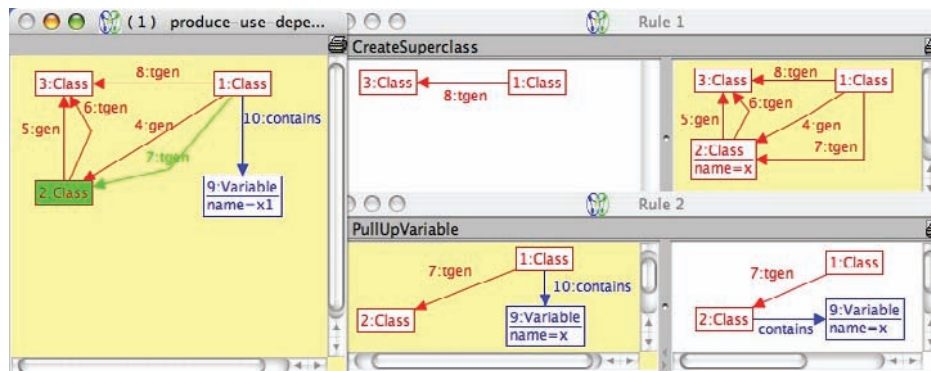 (1) produce-use-depe...
3:Class
8:tgen
1:Class
6:tgen
5:gen
4:gen
10:contains
7:tgen
2:Class
9:Variable
name=x1
Rule 1
CreateSuperclass
3:Class
1:Class
8:tgen
3:Class
8:tgen
1:Class
6:tgen
5:gen
4:gen
7:tgen
2:Class
name=x
Rule 2
PullUpVariable
1:Class
7:tgen
10:contains
2:Class
9:Variable
name=x
1:Class
7:tgen
2:Class
contains
9:Variable
name=x